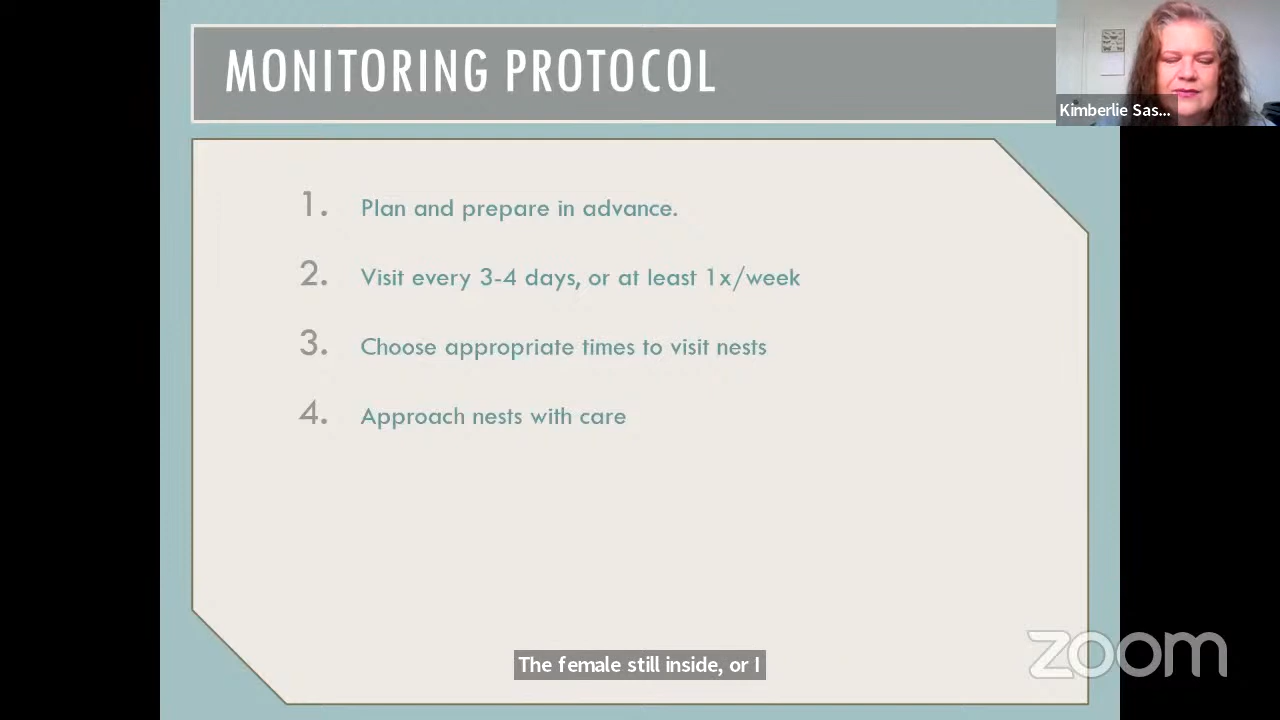 MONITORING PROTOCOL
Kimberlie Sas...
1. Plan and prepare in advance.
2. Visit every 3-4 days, or at least 1x/week
3. Choose appropriate times to visit nests
4. Approach nests with care
The female still inside, or I
zoom